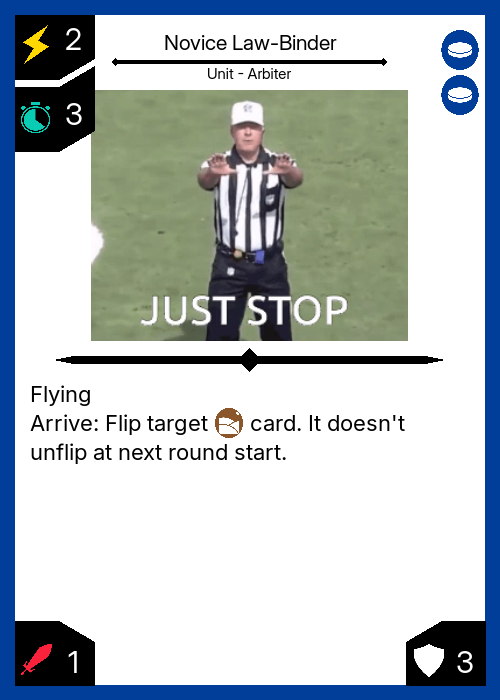 2
Novice Law-Binder
Unit - Arbiter
3
JUST STOP
Flying
Arrive: Flip target card. It doesn't
unflip at next round start.
1
3